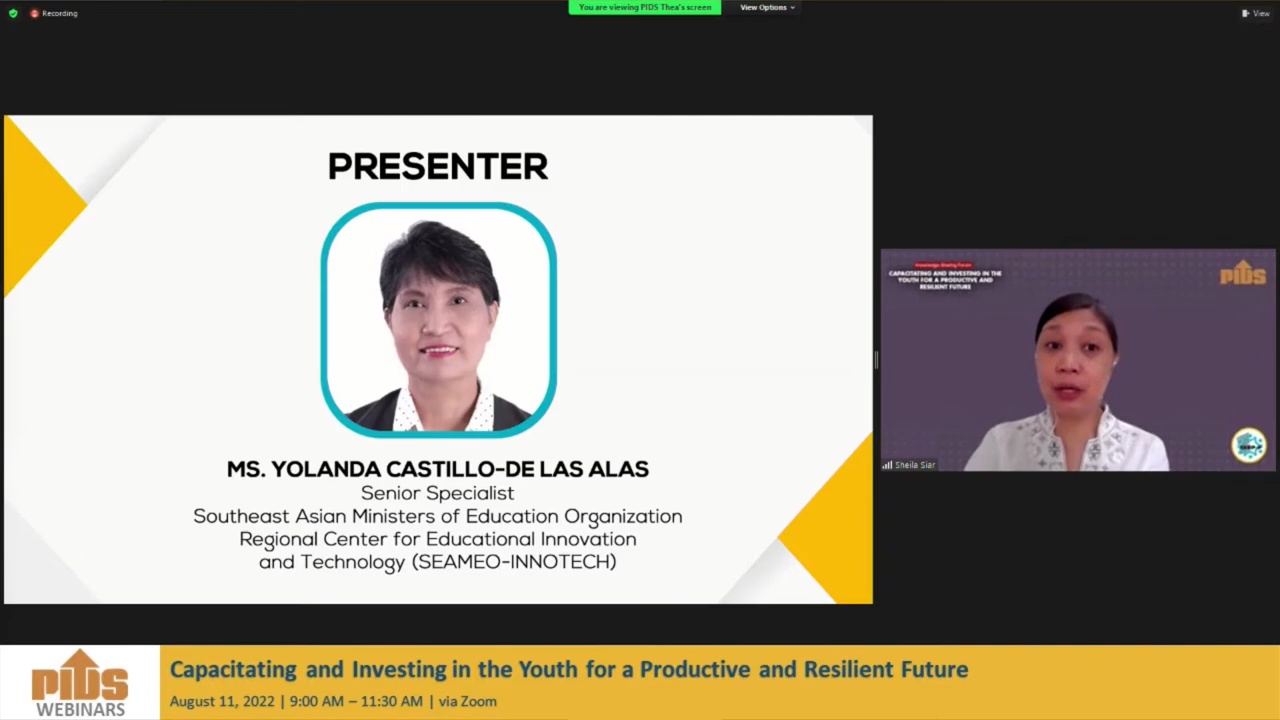 Recording
You are viewing PIDS Thea's screen
View Options
View
PRESENTER
MS. YOLANDA CASTILLO-DE LAS ALAS
Senior Specialist
Southeast Asian Ministers of Education Organization
Regional Center for Educational Innovation
and Technology (SEAMEO-INNOTECH)
Knowledge Sharing Forum
CAPACITATING AND INVESTING IN THE
YOUTH FOR A PRODUCTIVE AND
RESILIENT FUTURE
PIDS
Sheila Siar
PIDS
WEBINARS
Capacitating and Investing in the Youth for a Productive and Resilient Future
August 11, 2022 | 9:00 AM – 11:30 AM | via Zoom